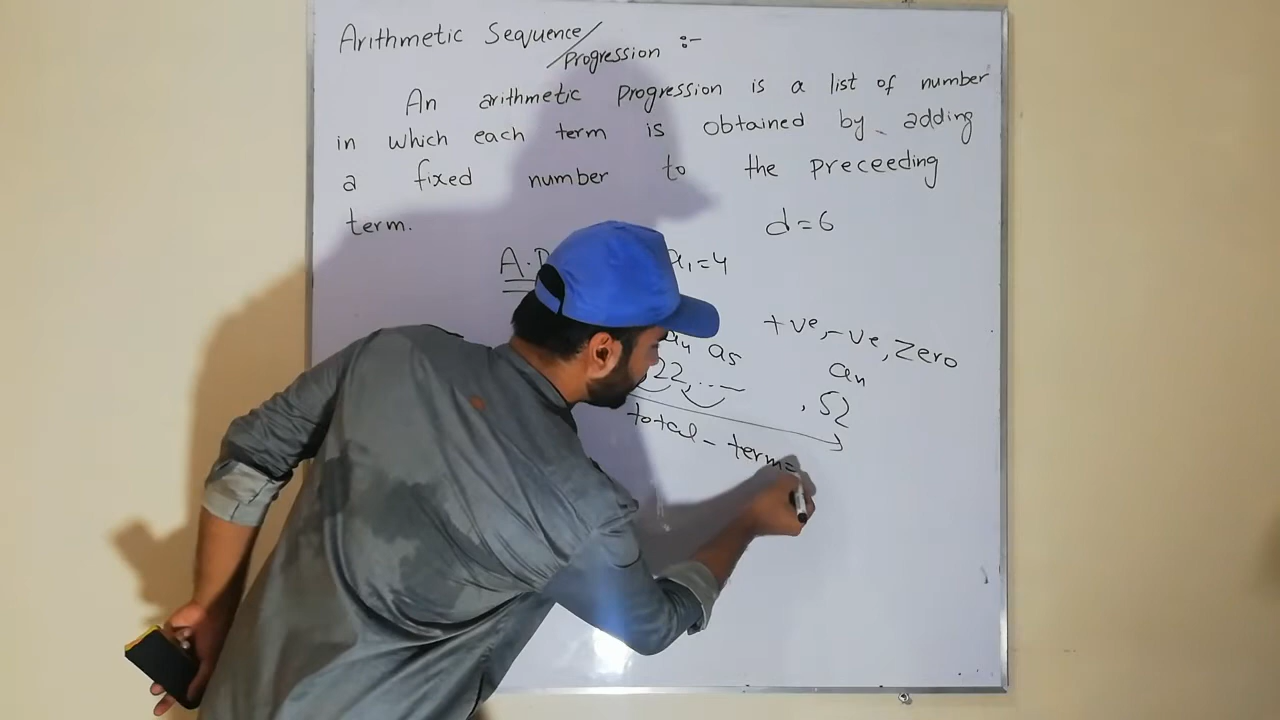 Arithmetic Sequence/
Progression :-
An arithmetic Progression is a list of number
in which each term is obtained by adding
a fixed number to the preceeding
term.
d=6
A.P
a₁=4
+ve,-ve,Zero
a₄ a₅
aₙ
22,...
,52
total-term=